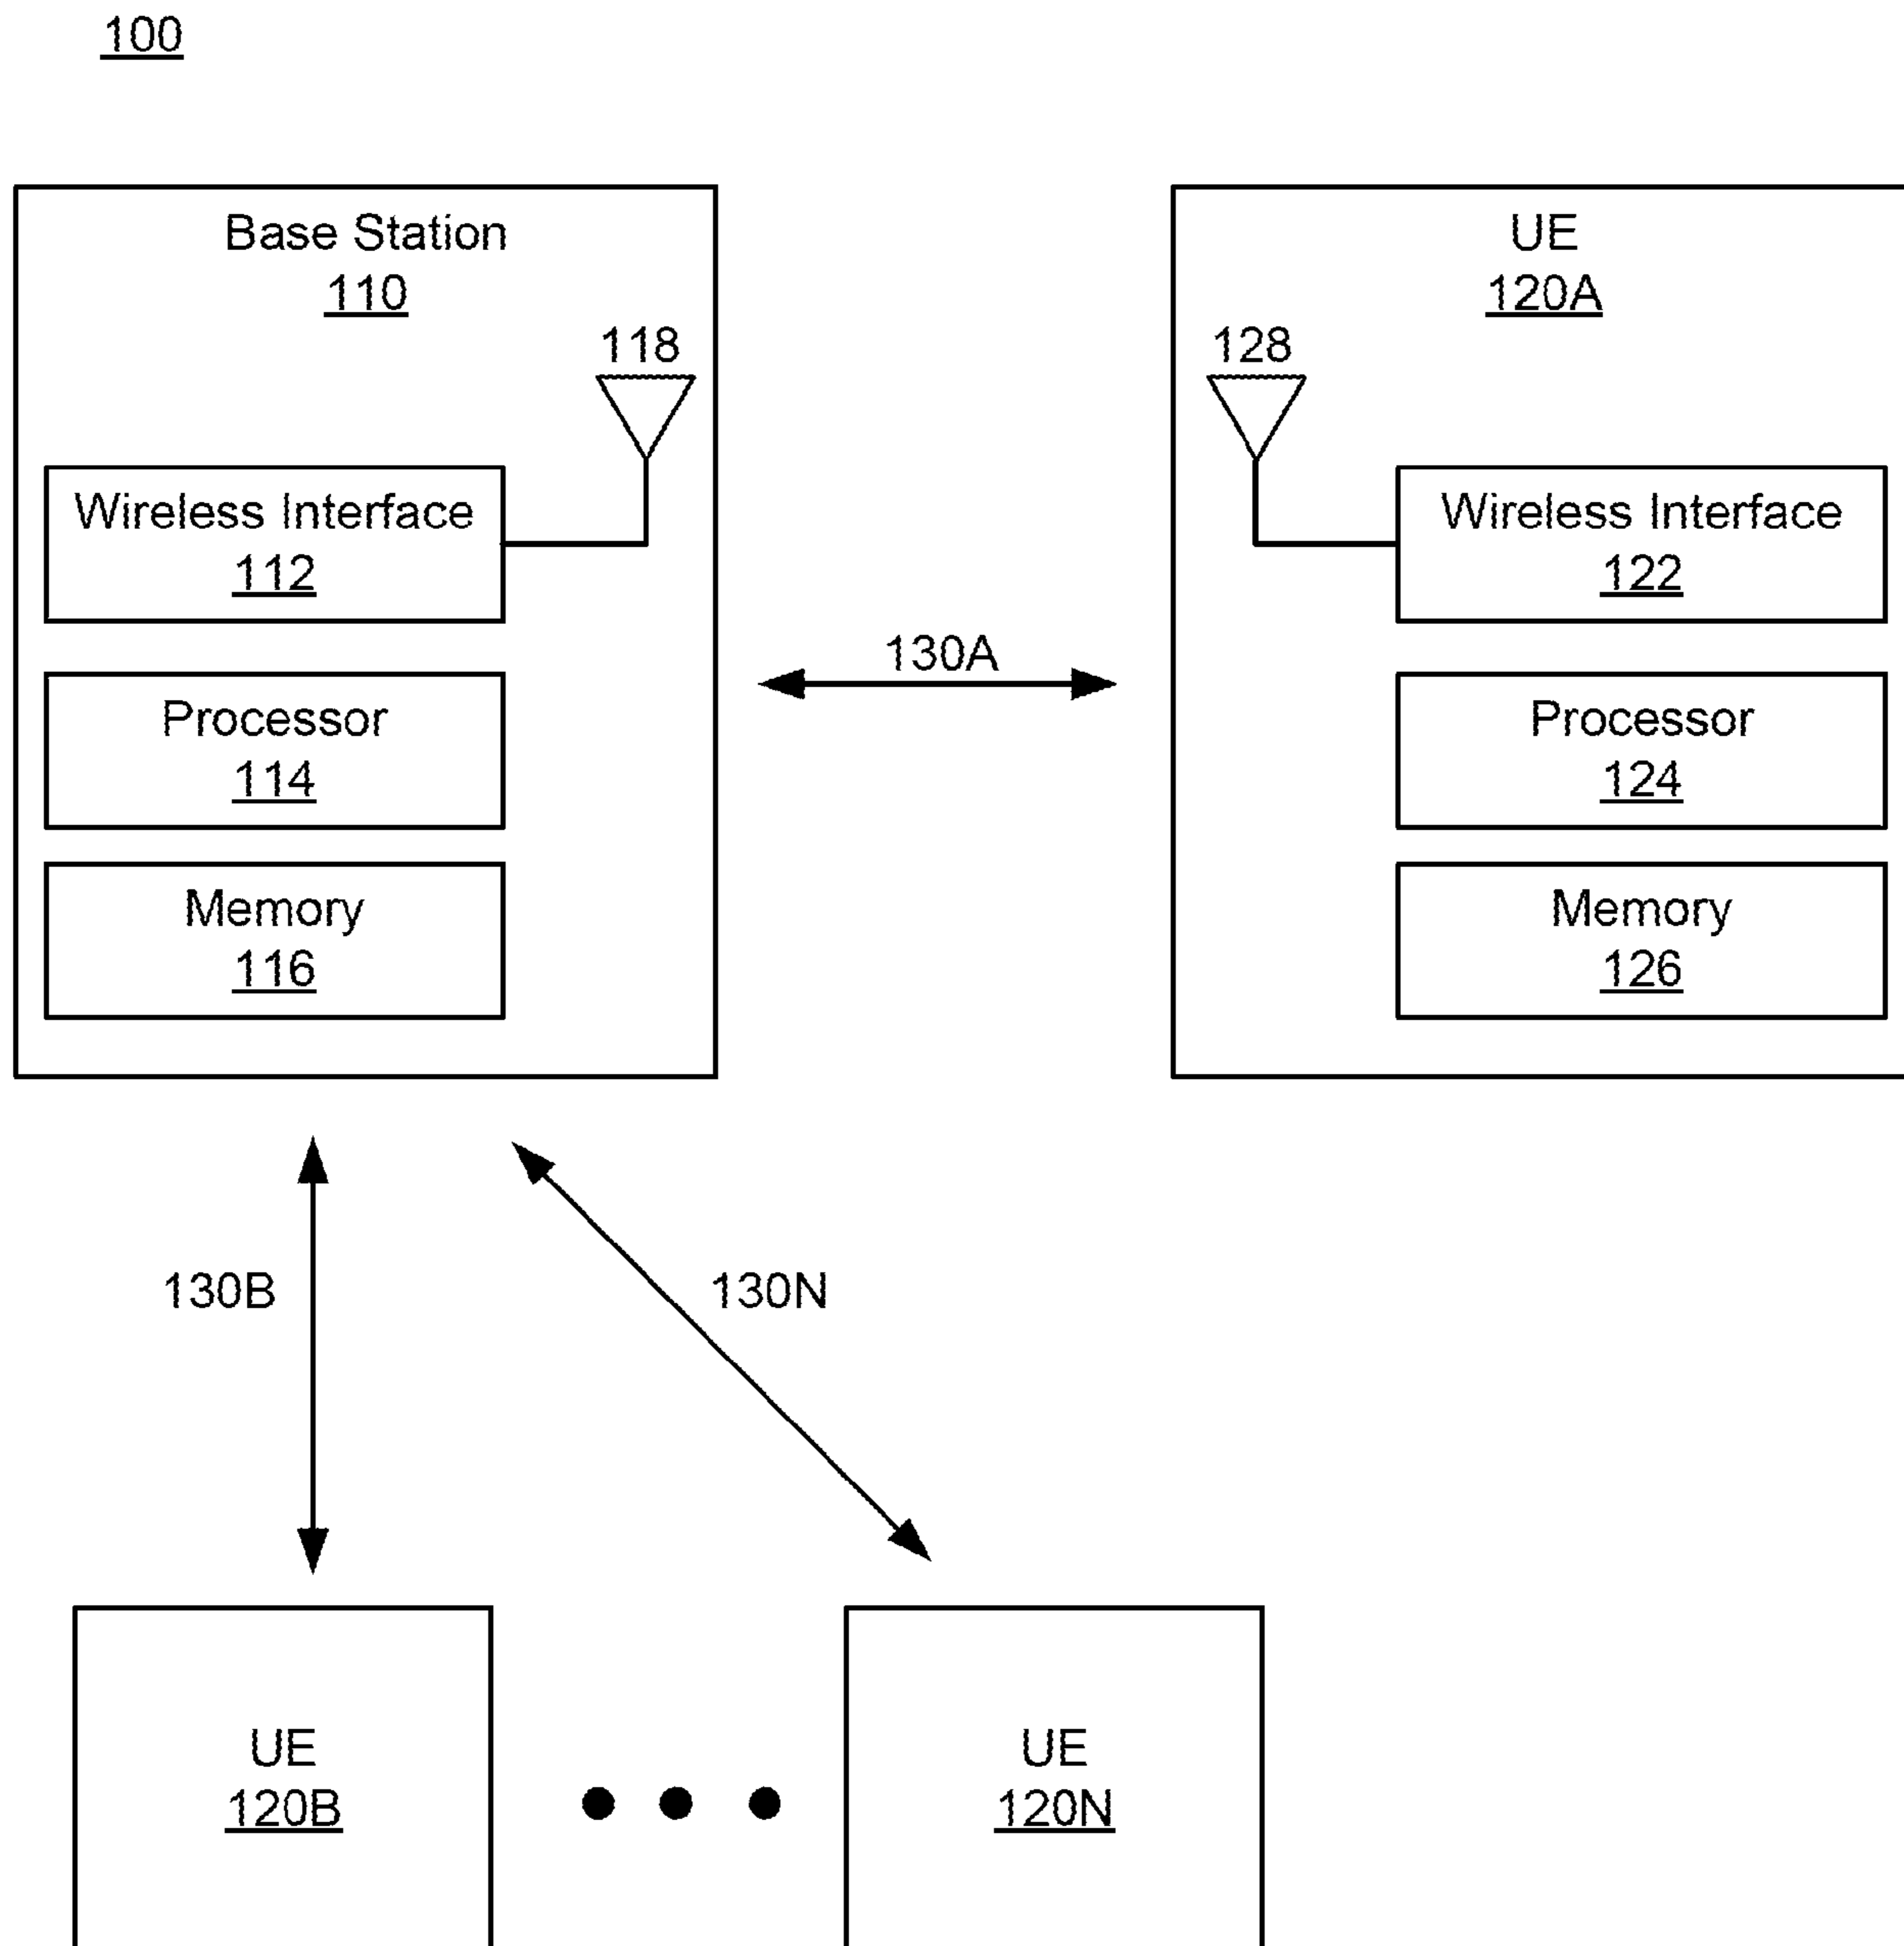 100
Base Station
110
118
Wireless Interface
112
Processor
114
Memory
116
130A
UE
120A
128
Wireless Interface
122
Processor
124
Memory
126
130B
130N
UE
120B
UE
120N